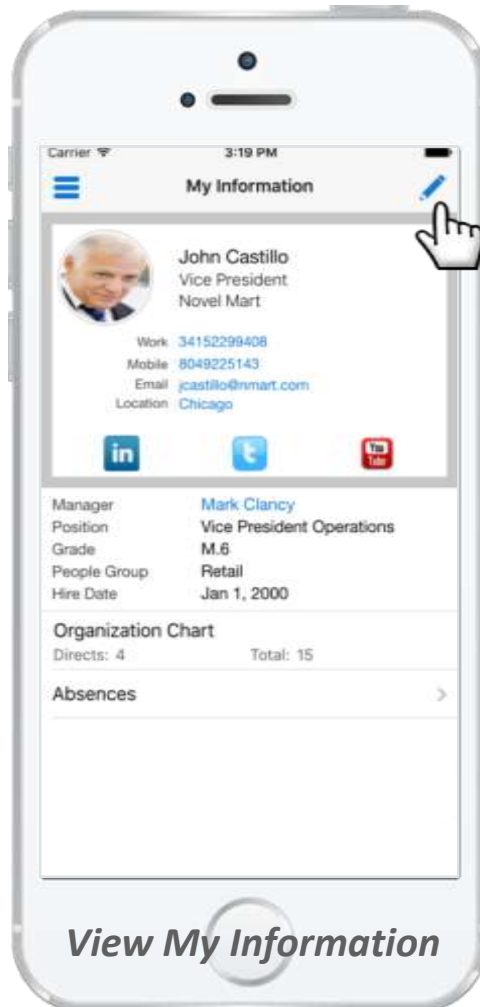 Carrier 3:19 PM
My Information
John Castillo
Vice President
Novel Mart
Work 34152299408
Mobile 8049225143
Email jcastillo@nmart.com
Location Chicago
in t You Tube
Manager Mark Clancy
Position Vice President Operations
Grade M.6
People Group Retail
Hire Date Jan 1, 2000
Organization Chart
Directs: 4 Total: 15
Absences
View My Information